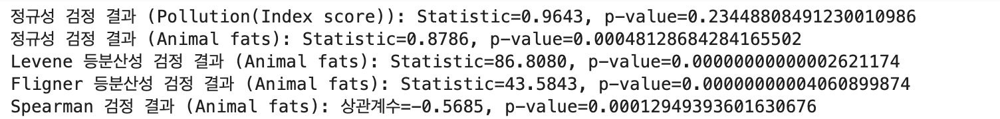 정규성 검정 결과 (Pollution(Index score)): Statistic=0.9643, p-value=0.23448808491230010986
정규성 검정 결과 (Animal fats): Statistic=0.8786, p-value=0.00048128684284165502
Levene 등분산성 검정 결과 (Animal fats): Statistic=86.8080, p-value=0.00000000000002621174
Fligner 등분산성 검정 결과 (Animal fats): Statistic=43.5843, p-value=0.00000000004060899874
Spearman 검정 결과 (Animal fats): 상관계수=-0.5685, p-value=0.00012949393601630676